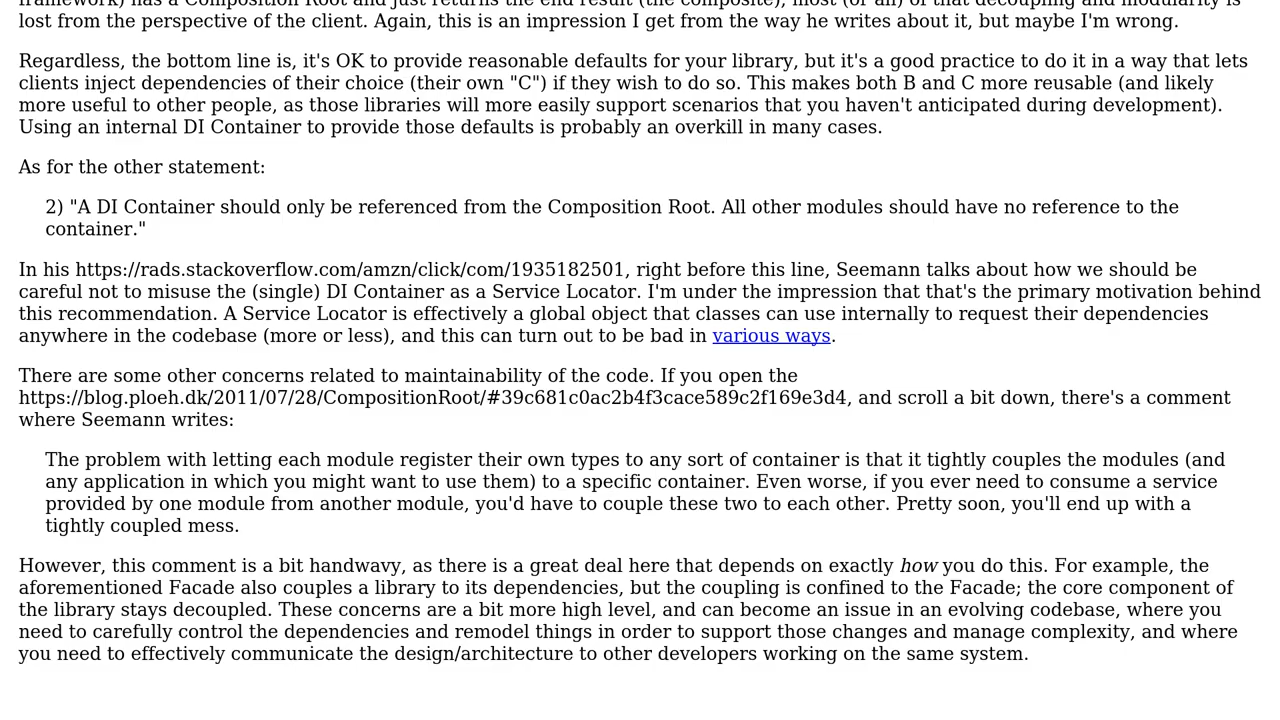 framework) has a Composition Root and just returns the end result (the composite), most (or all) of that decoupling and modularity is
lost from the perspective of the client. Again, this is an impression I get from the way he writes about it, but maybe I'm wrong.
Regardless, the bottom line is, it's OK to provide reasonable defaults for your library, but it's a good practice to do it in a way that lets
clients inject dependencies of their choice (their own "C") if they wish to do so. This makes both B and C more reusable (and likely
more useful to other people, as those libraries will more easily support scenarios that you haven't anticipated during development).
Using an internal DI Container to provide those defaults is probably an overkill in many cases.
As for the other statement:
2) "A DI Container should only be referenced from the Composition Root. All other modules should have no reference to the
container."
In his https://rads.stackoverflow.com/amzn/click/com/1935182501, right before this line, Seemann talks about how we should be
careful not to misuse the (single) DI Container as a Service Locator. I'm under the impression that that's the primary motivation behind
this recommendation. A Service Locator is effectively a global object that classes can use internally to request their dependencies
anywhere in the codebase (more or less), and this can turn out to be bad in various ways.
There are some other concerns related to maintainability of the code. If you open the
https://blog.ploeh.dk/2011/07/28/CompositionRoot/#39c681c0ac2b4f3cace589c2f169e3d4, and scroll a bit down, there's a comment
where Seemann writes:
The problem with letting each module register their own types to any sort of container is that it tightly couples the modules (and
any application in which you might want to use them) to a specific container. Even worse, if you ever need to consume a service
provided by one module from another module, you'd have to couple these two to each other. Pretty soon, you'll end up with a
tightly coupled mess.
However, this comment is a bit handwavy, as there is a great deal here that depends on exactly how you do this. For example, the
aforementioned Facade also couples a library to its dependencies, but the coupling is confined to the Facade; the core component of
the library stays decoupled. These concerns are a bit more high level, and can become an issue in an evolving codebase, where you
need to carefully control the dependencies and remodel things in order to support those changes and manage complexity, and where
you need to effectively communicate the design/architecture to other developers working on the same system.